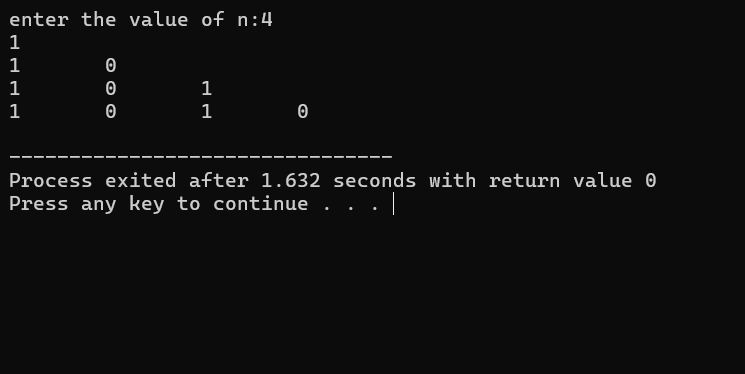 enter the value of n:4
1
1       0
1       0       1
1       0       1       0
--------------------------------
Process exited after 1.632 seconds with return value 0
Press any key to continue . . .